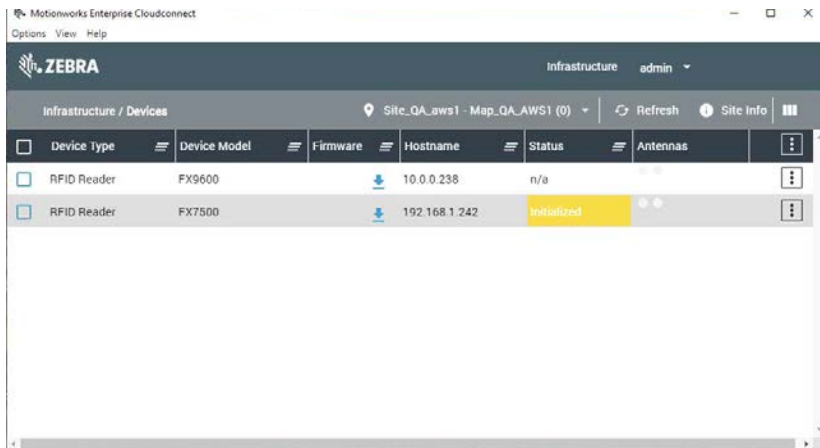 Motionworks Enterprise Cloudconnect
Options View Help
ZEBRA Infrastructure admin
Infrastructure / Devices Site_QA_aws1 - Map_QA_AWS1 (0) Refresh Site Info
Device Type Device Model Firmware Hostname Status Antennas
RFID Reader FX9600 10.0.0.238 n/a
RFID Reader FX7500 192.168.1.242 Initialized